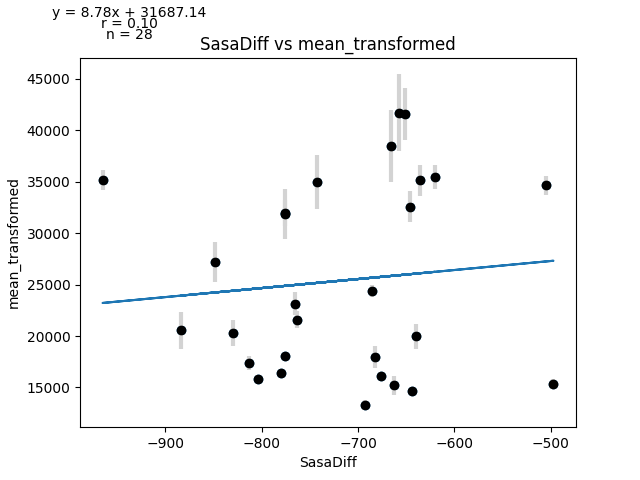 y = 8.78x + 31687.14
r = 0.10
n = 28
SasaDiff vs mean_transformed
45000
40000
35000
30000
25000
20000
15000
mean_transformed
−900
−800
−700
−600
−500
SasaDiff